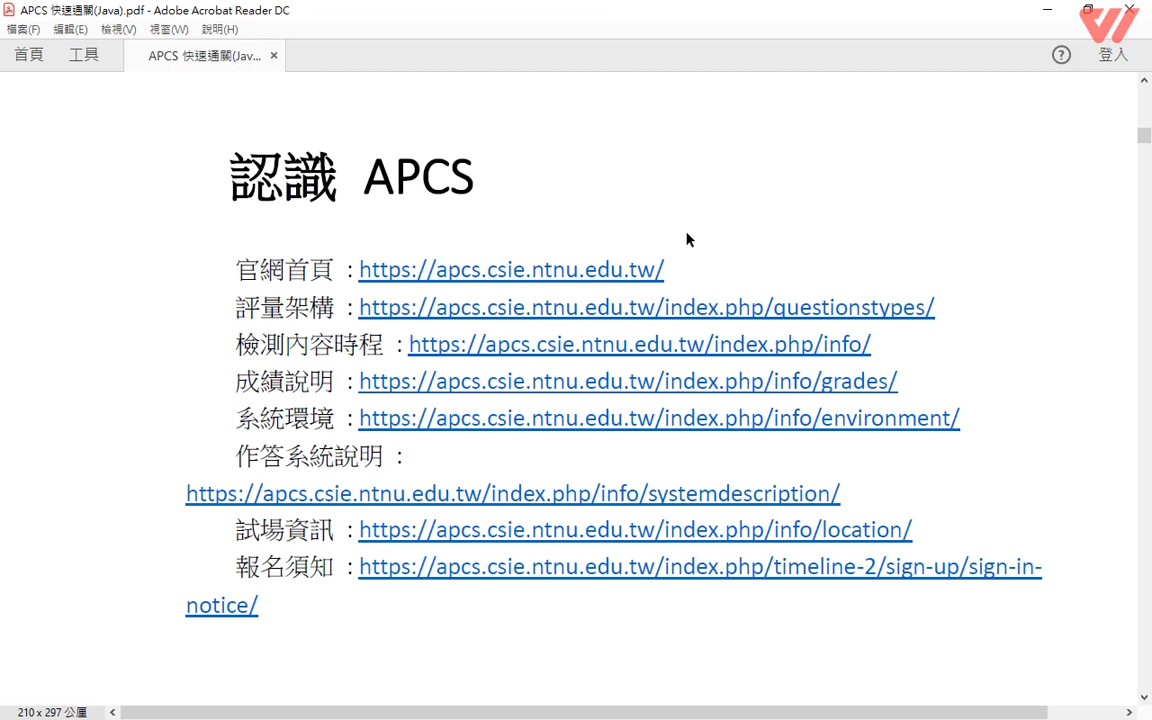 APCS 快速通關(Java).pdf - Adobe Acrobat Reader DC
檔案(F) 編輯(E) 檢視(V) 視窗(W) 說明(H)
首頁 工具 APCS 快速通關(Jav... × ? 登入
認識 APCS
官網首頁 : https://apcs.csie.ntnu.edu.tw/
評量架構 : https://apcs.csie.ntnu.edu.tw/index.php/questionstypes/
檢測內容時程 : https://apcs.csie.ntnu.edu.tw/index.php/info/
成績說明 : https://apcs.csie.ntnu.edu.tw/index.php/info/grades/
系統環境 : https://apcs.csie.ntnu.edu.tw/index.php/info/environment/
作答系統說明 :
https://apcs.csie.ntnu.edu.tw/index.php/info/systemdescription/
試場資訊 : https://apcs.csie.ntnu.edu.tw/index.php/info/location/
報名須知 : https://apcs.csie.ntnu.edu.tw/index.php/timeline-2/sign-up/sign-in-
notice/
210 x 297 公厘